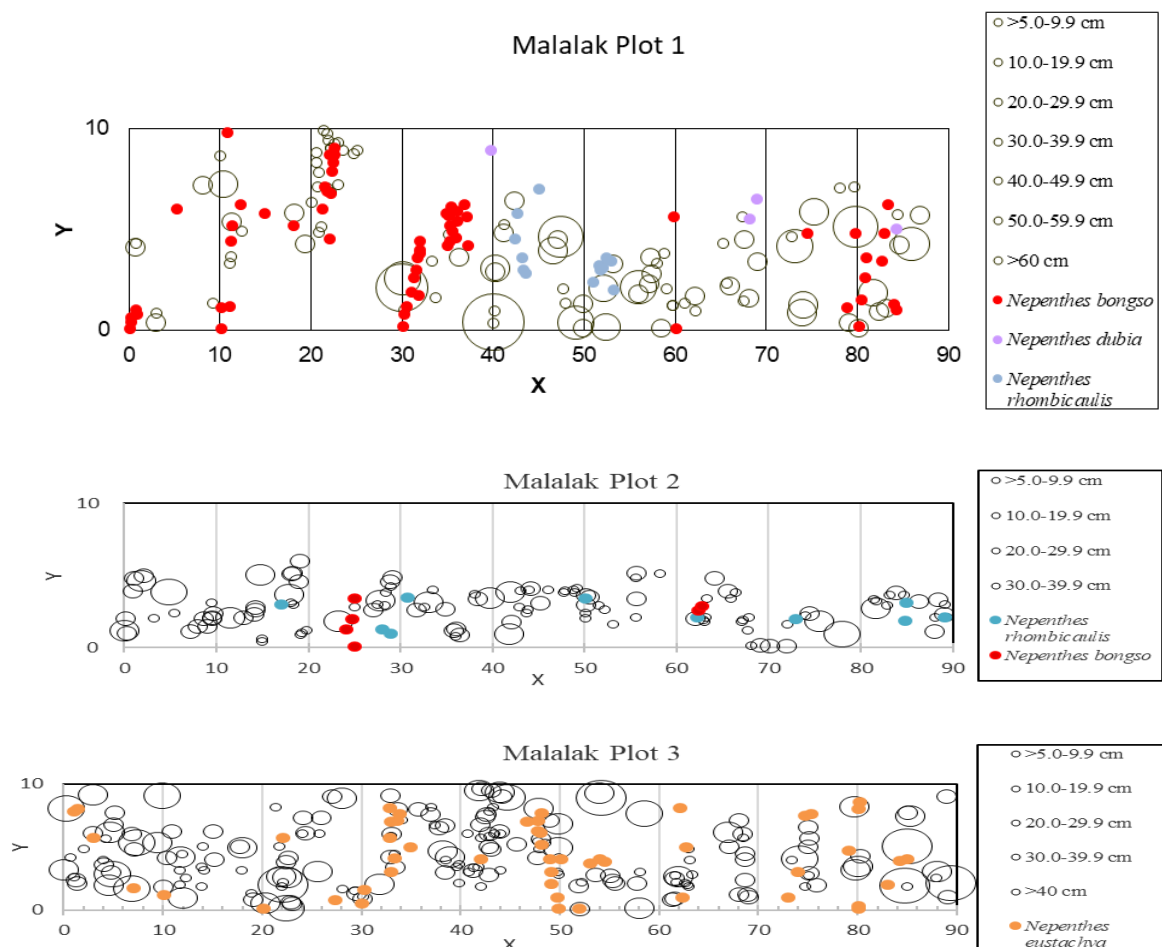 Malalak Plot 1
10
Y
0
0 10 20 30 40 50 60 70 80 90
X
>5.0-9.9 cm
10.0-19.9 cm
20.0-29.9 cm
30.0-39.9 cm
40.0-49.9 cm
50.0-59.9 cm
>60 cm
Nepenthes bongso
Nepenthes dubia
Nepenthes
rhombicaulis
Malalak Plot 2
10
Y
0
0 10 20 30 40 50 60 70 80 90
X
>5.0-9.9 cm
10.0-19.9 cm
20.0-29.9 cm
30.0-39.9 cm
Nepenthes
rhombicaulis
Nepenthes bongso
Malalak Plot 3
10
Y
0
0 10 20 30 40 50 60 70 80 90
X
>5.0-9.9 cm
10.0-19.9 cm
20.0-29.9 cm
30.0-39.9 cm
>40 cm
Nepenthes
eustachya